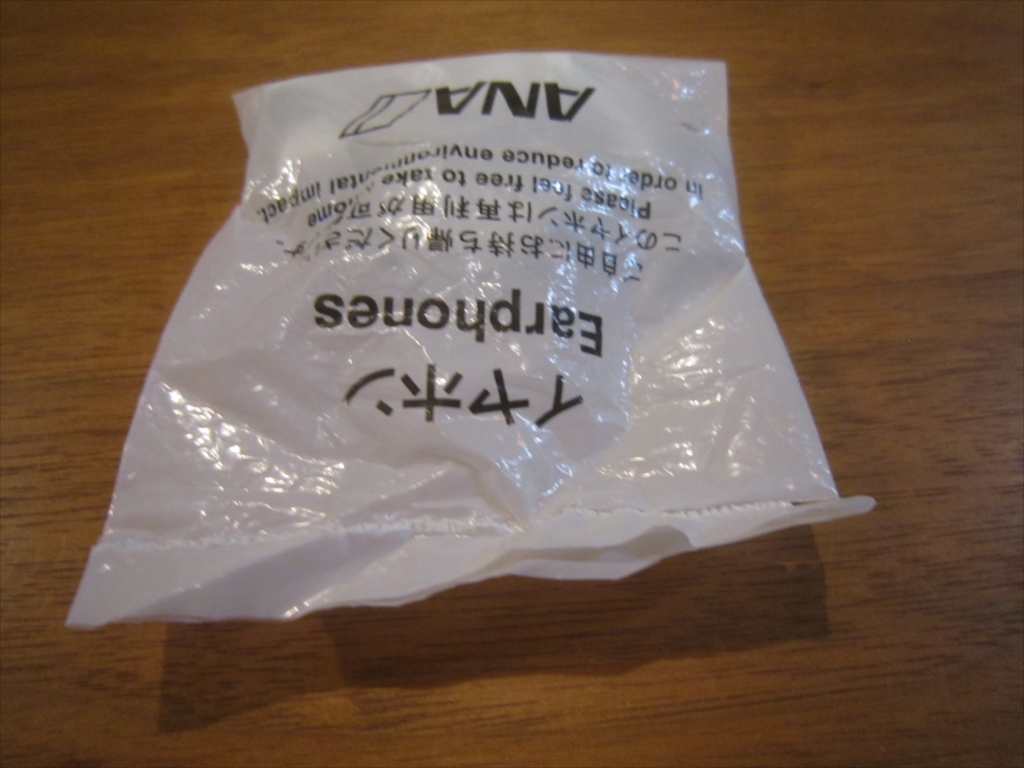 イヤホン
Earphones
ご自由にお持ち帰りください。
このイヤホンは再利用が可
Please feel free to take home
in order to reduce environmental impact.
ANA